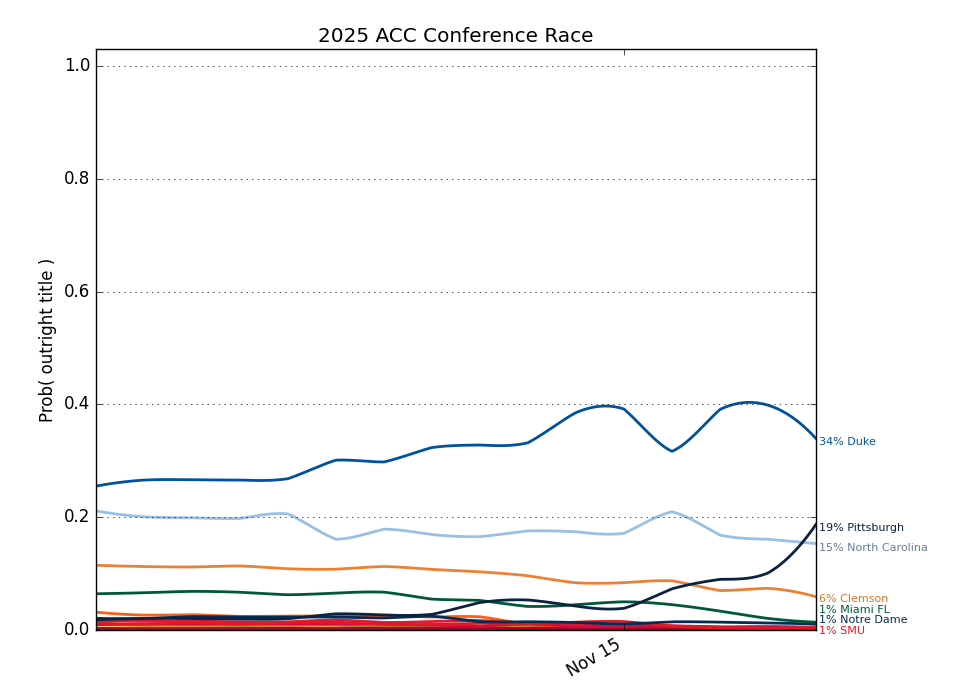 2025 ACC Conference Race
Prob( outright title )
1.0
0.8
0.6
0.4
0.2
0.0
Nov 15
34% Duke
19% Pittsburgh
15% North Carolina
6% Clemson
1% Miami FL
1% Notre Dame
1% SMU